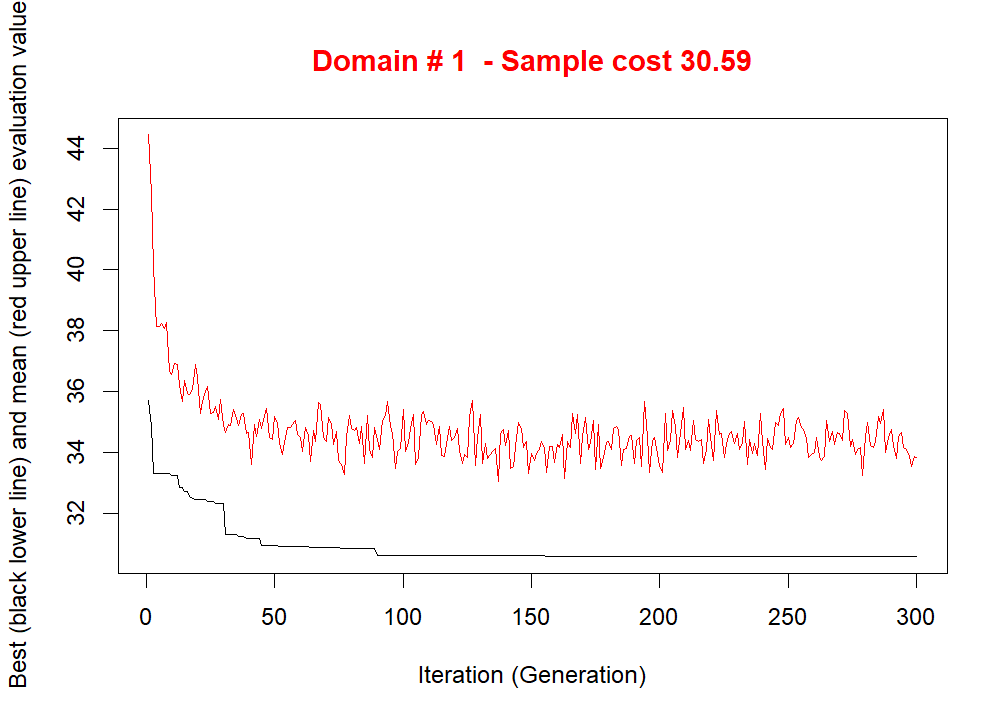 Domain # 1  - Sample cost 30.59
Best (black lower line) and mean (red upper line) evaluation value
44
42
40
38
36
34
32
0 50 100 150 200 250 300
Iteration (Generation)